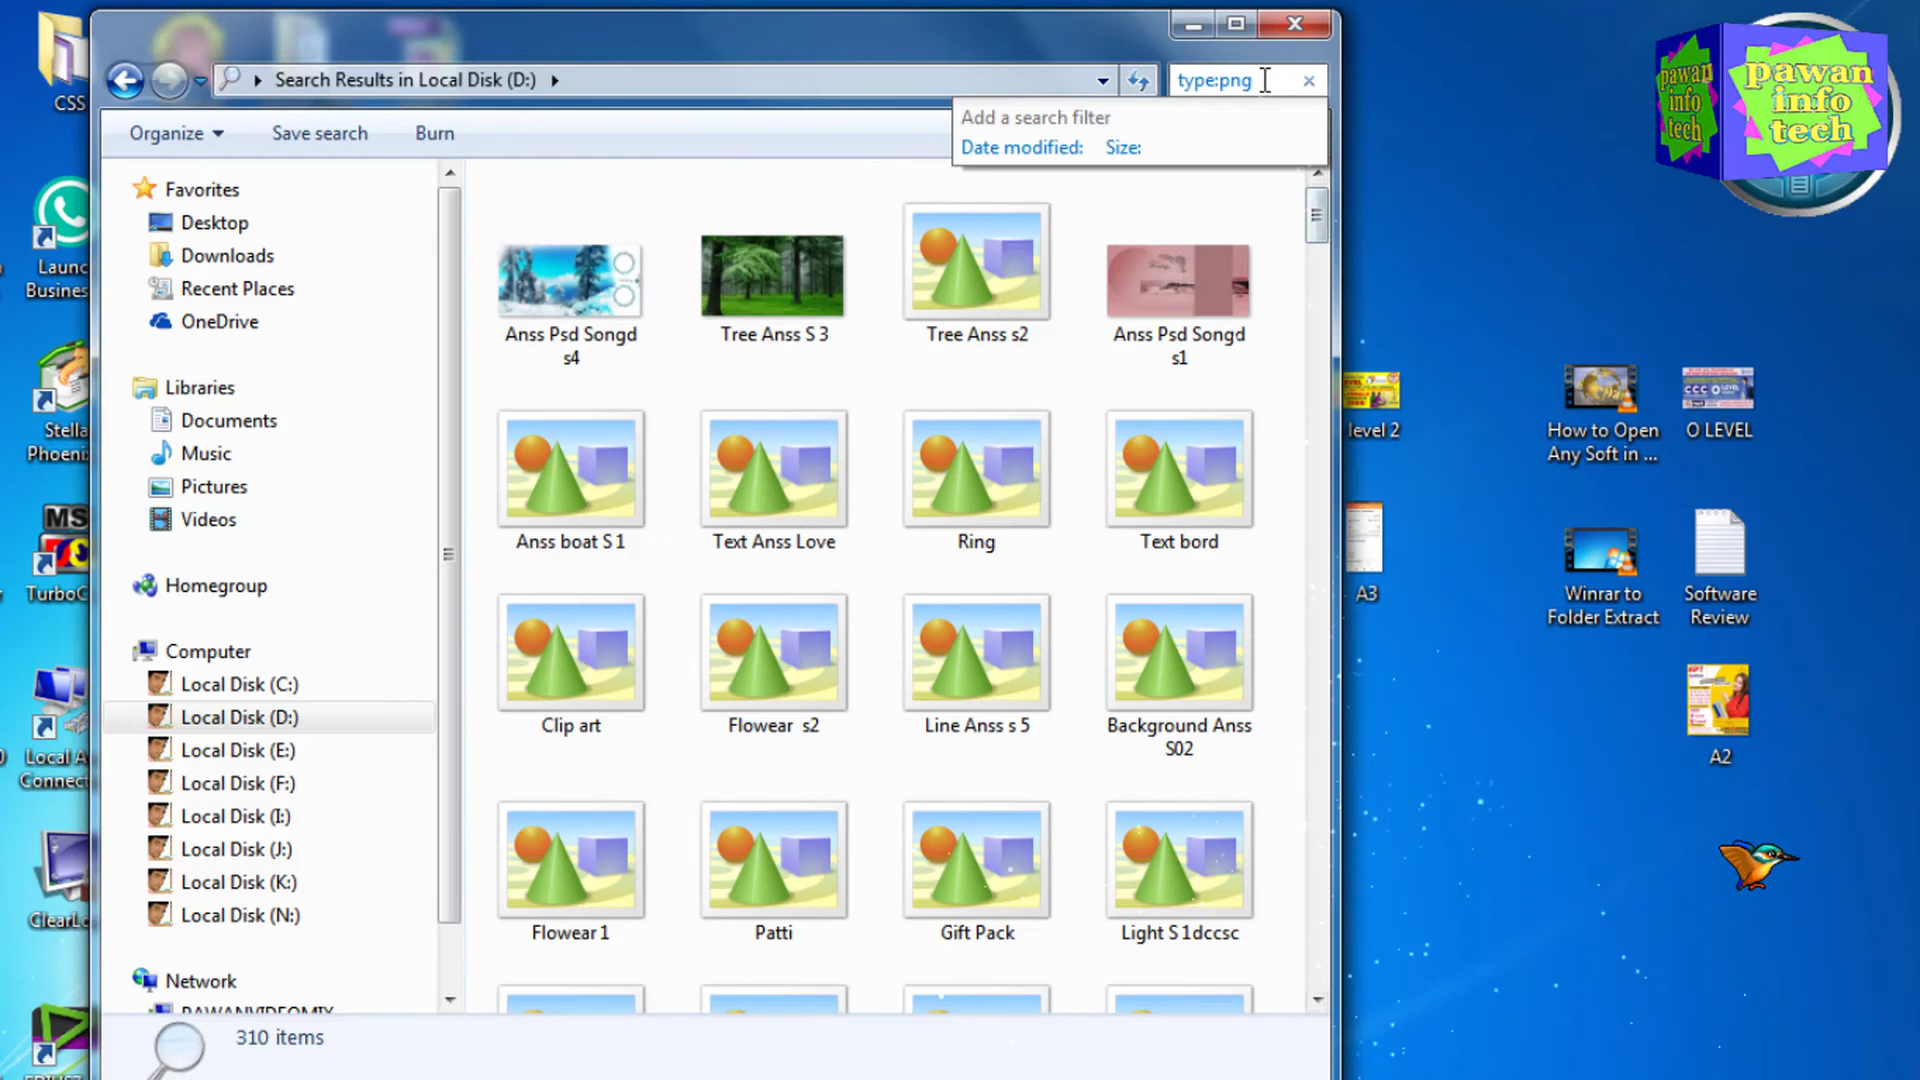 CSS
Search Results in Local Disk (D:)
type:png
Add a search filter
Date modified: Size:
Organize
Save search
Burn
pawan
info
tech
pawan
info
tech
Favorites
Desktop
Downloads
Recent Places
OneDrive
Libraries
Documents
Music
Pictures
Videos
Homegroup
Computer
Local Disk (C:)
Local Disk (D:)
Local Disk (E:)
Local Disk (F:)
Local Disk (I:)
Local Disk (J:)
Local Disk (K:)
Local Disk (N:)
Network
PAWANVIDEOMIX
310 items
Anss Psd Songd
s4
Tree Anss S 3
Tree Anss s2
Anss Psd Songd
s1
Anss boat S 1
Text Anss Love
Ring
Text bord
Clip art
Flowear s2
Line Anss s 5
Background Anss
S02
Flowear 1
Patti
Gift Pack
Light S 1dccsc
Launc
Busines
Stella
Phoeni
MS
TurboC
Local A
Connect
ClearL
level 2
How to Open
Any Soft in ...
CCC O LEVEL
O LEVEL
A3
Winrar to
Folder Extract
Software
Review
A2